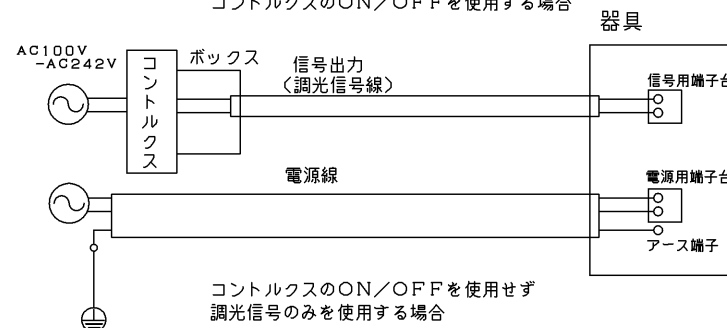 コントルクスのON/OFFを使用する場合
器具
AC100V
-AC242V
コントルクス
ボックス
信号出力
(調光信号線)
信号用端子台
電源線
電源用端子台
アース端子
コントルクスのON/OFFを使用せず
調光信号のみを使用する場合